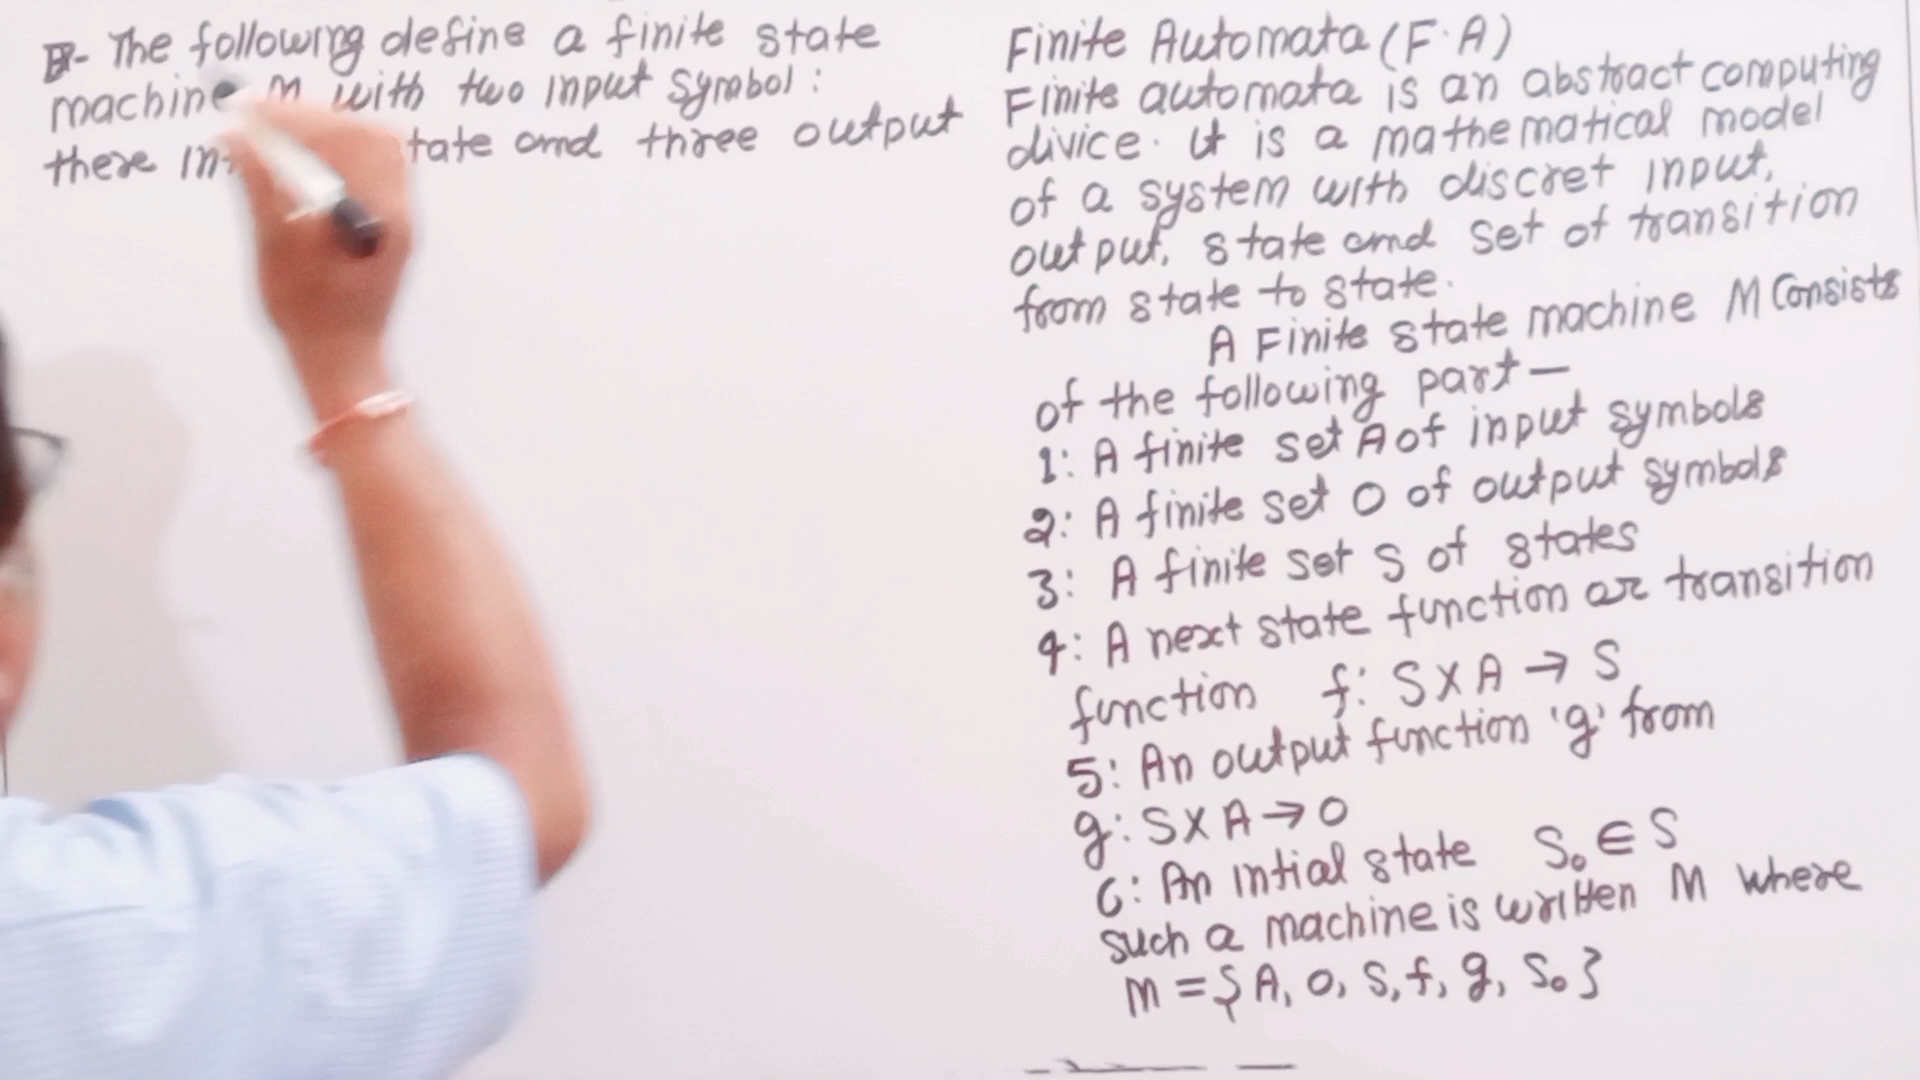 Ex- The following define a finite state
machine M with two input symbol:
there tate and three output
Finite Automata (F.A)
Finite automata is an abstract computing
divice. It is a mathematical model
of a system with discret input,
output, state and set of transition
from state to state.
A Finite state machine M Consists
of the following part —
1: A finite set A of input symbols
2: A finite set O of output symbols
3: A finite set S of states
4: A next state function or transition
function f: S X A → S
5: An output function 'g' from
g: S X A → O
6: An intial state S₀ ∈ S
such a machine is written M where
M = { A, O, S, f, g, S₀ }